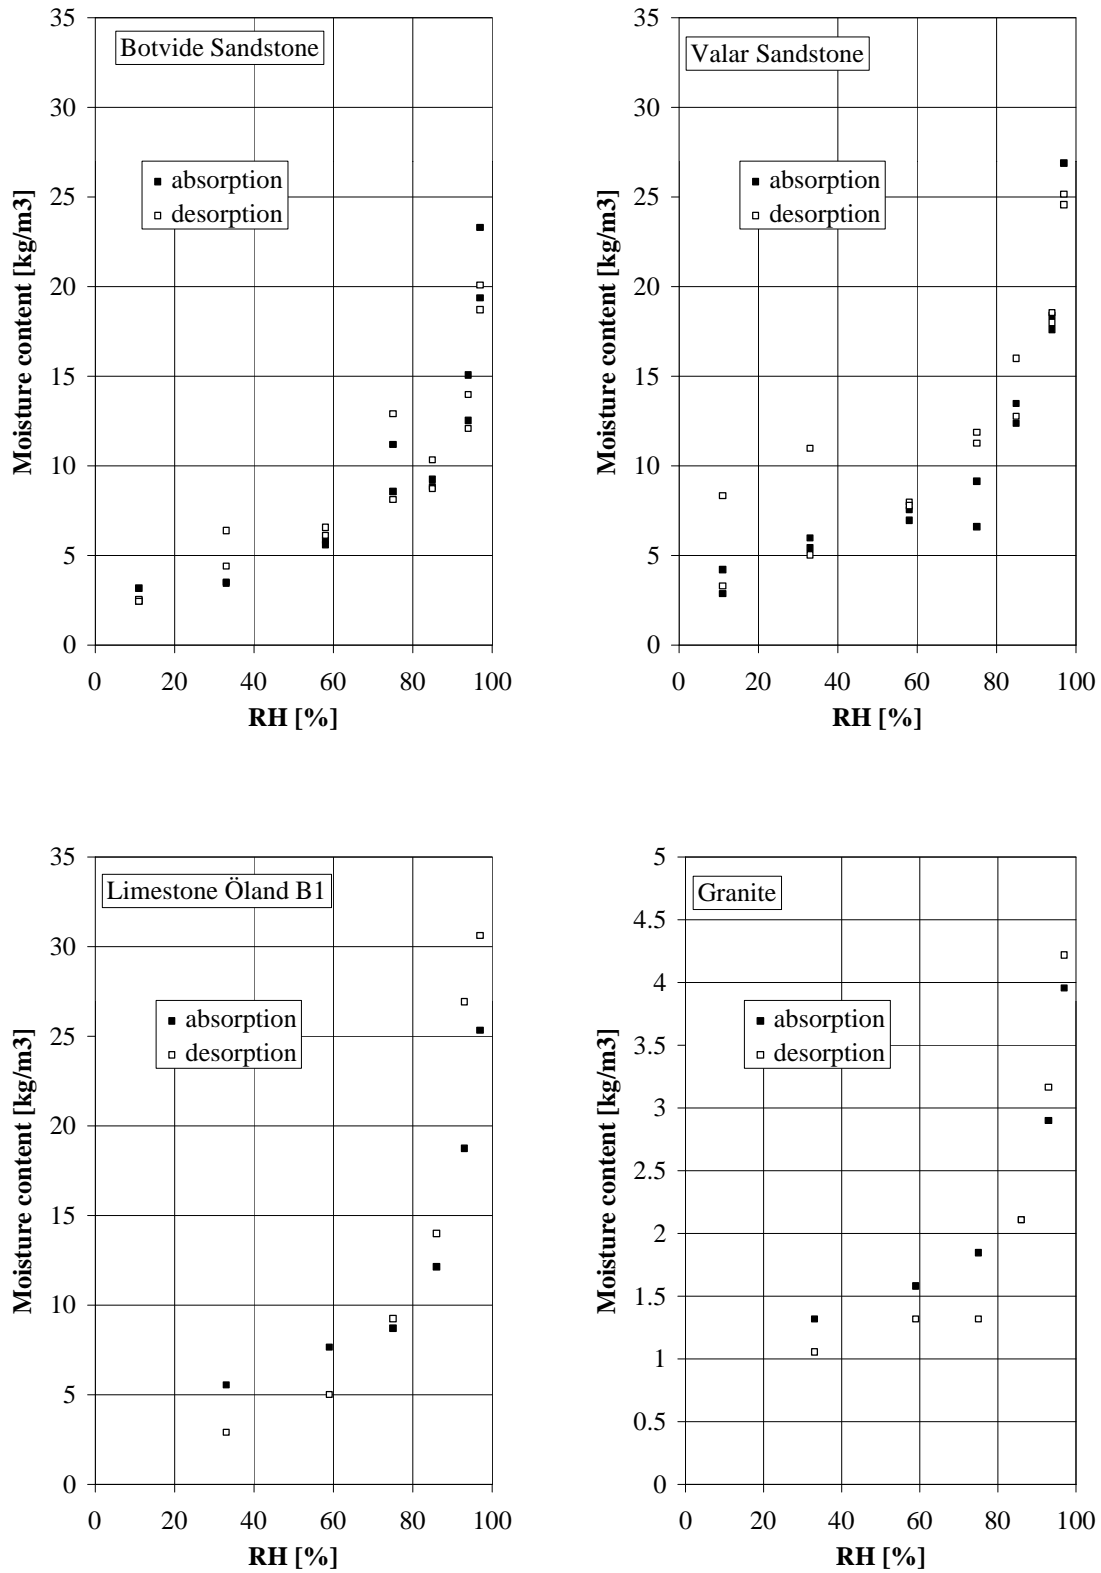 Botvide Sandstone
35
30
25
20
15
10
5
0
Moisture content [kg/m3]
absorption
desorption
0 20 40 60 80 100
RH [%]
Valar Sandstone
35
30
25
20
15
10
5
0
Moisture content [kg/m3]
absorption
desorption
0 20 40 60 80 100
RH [%]
Limestone Öland B1
35
30
25
20
15
10
5
0
Moisture content [kg/m3]
absorption
desorption
0 20 40 60 80 100
RH [%]
Granite
5
4.5
4
3.5
3
2.5
2
1.5
1
0.5
0
Moisture content [kg/m3]
absorption
desorption
0 20 40 60 80 100
RH [%]